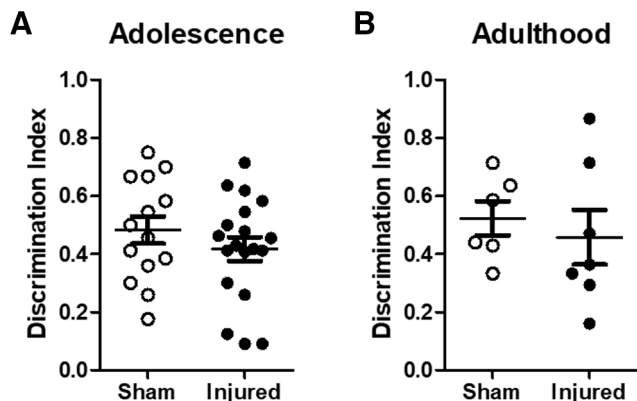 A
Adolescence
Discrimination Index
1.0
0.8
0.6
0.4
0.2
0.0
Sham
Injured
B
Adulthood
Discrimination Index
1.0
0.8
0.6
0.4
0.2
0.0
Sham
Injured